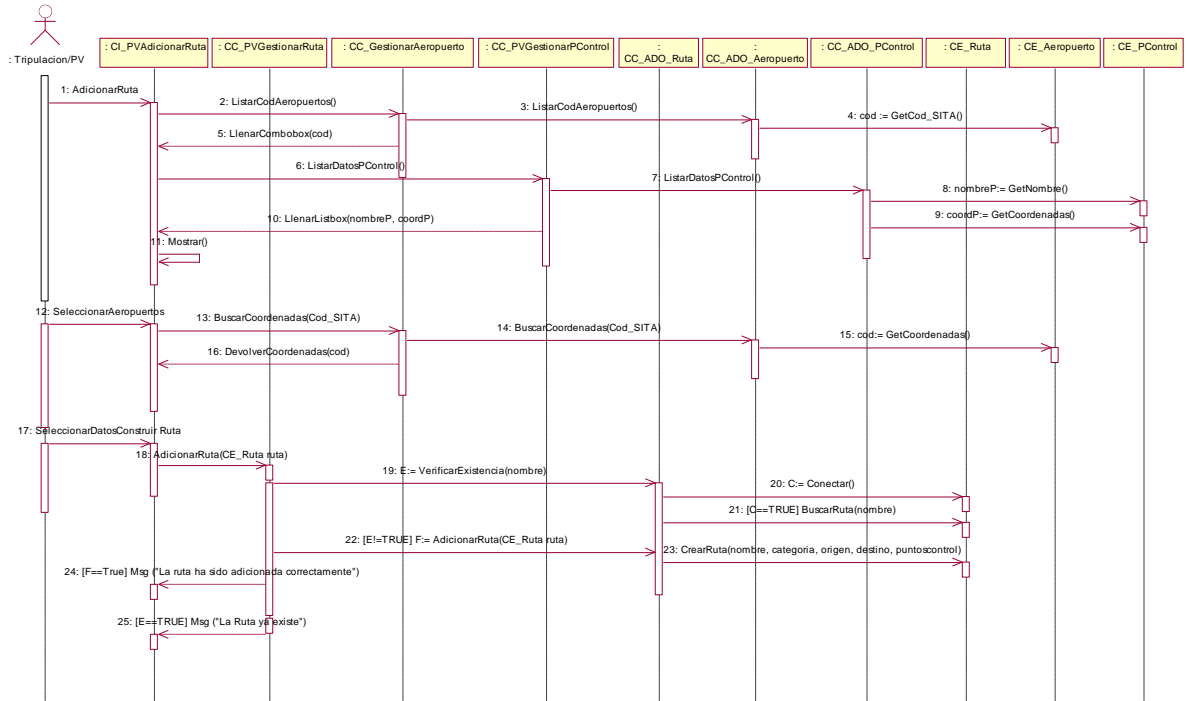 : Tripulacion/PV
: CI_PVAdicionarRuta
: CC_PVGestionarRuta
: CC_GestionarAeropuerto
: CC_PVGestionarPControl
:
CC_ADO_Ruta
:
CC_ADO_Aeropuerto
: CC_ADO_PControl
: CE_Ruta
: CE_Aeropuerto
: CE_PControl
1: AdicionarRuta
2: ListarCodAeropuertos()
3: ListarCodAeropuertos()
4: cod := GetCod_SITA()
5: LlenarCombobox(cod)
6: ListarDatosPControl()
7: ListarDatosPControl()
8: nombreP:= GetNombre()
9: coordP:= GetCoordenadas()
10: LlenarListbox(nombreP, coordP)
11: Mostrar()
12: SeleccionarAeropuertos
13: BuscarCoordenadas(Cod_SITA)
14: BuscarCoordenadas(Cod_SITA)
15: cod:= GetCoordenadas()
16: DevolverCoordenadas(cod)
17: SeleccionarDatosConstruir Ruta
18: AdicionarRuta(CE_Ruta ruta)
19: E:= VerificarExistencia(nombre)
20: C:= Conectar()
21: [C==TRUE] BuscarRuta(nombre)
22: [E!=TRUE] F:= AdicionarRuta(CE_Ruta ruta)
23: CrearRuta(nombre, categoria, origen, destino, puntoscontrol)
24: [F==True] Msg ("La ruta ha sido adicionada correctamente")
25: [E==TRUE] Msg ("La Ruta ya existe")